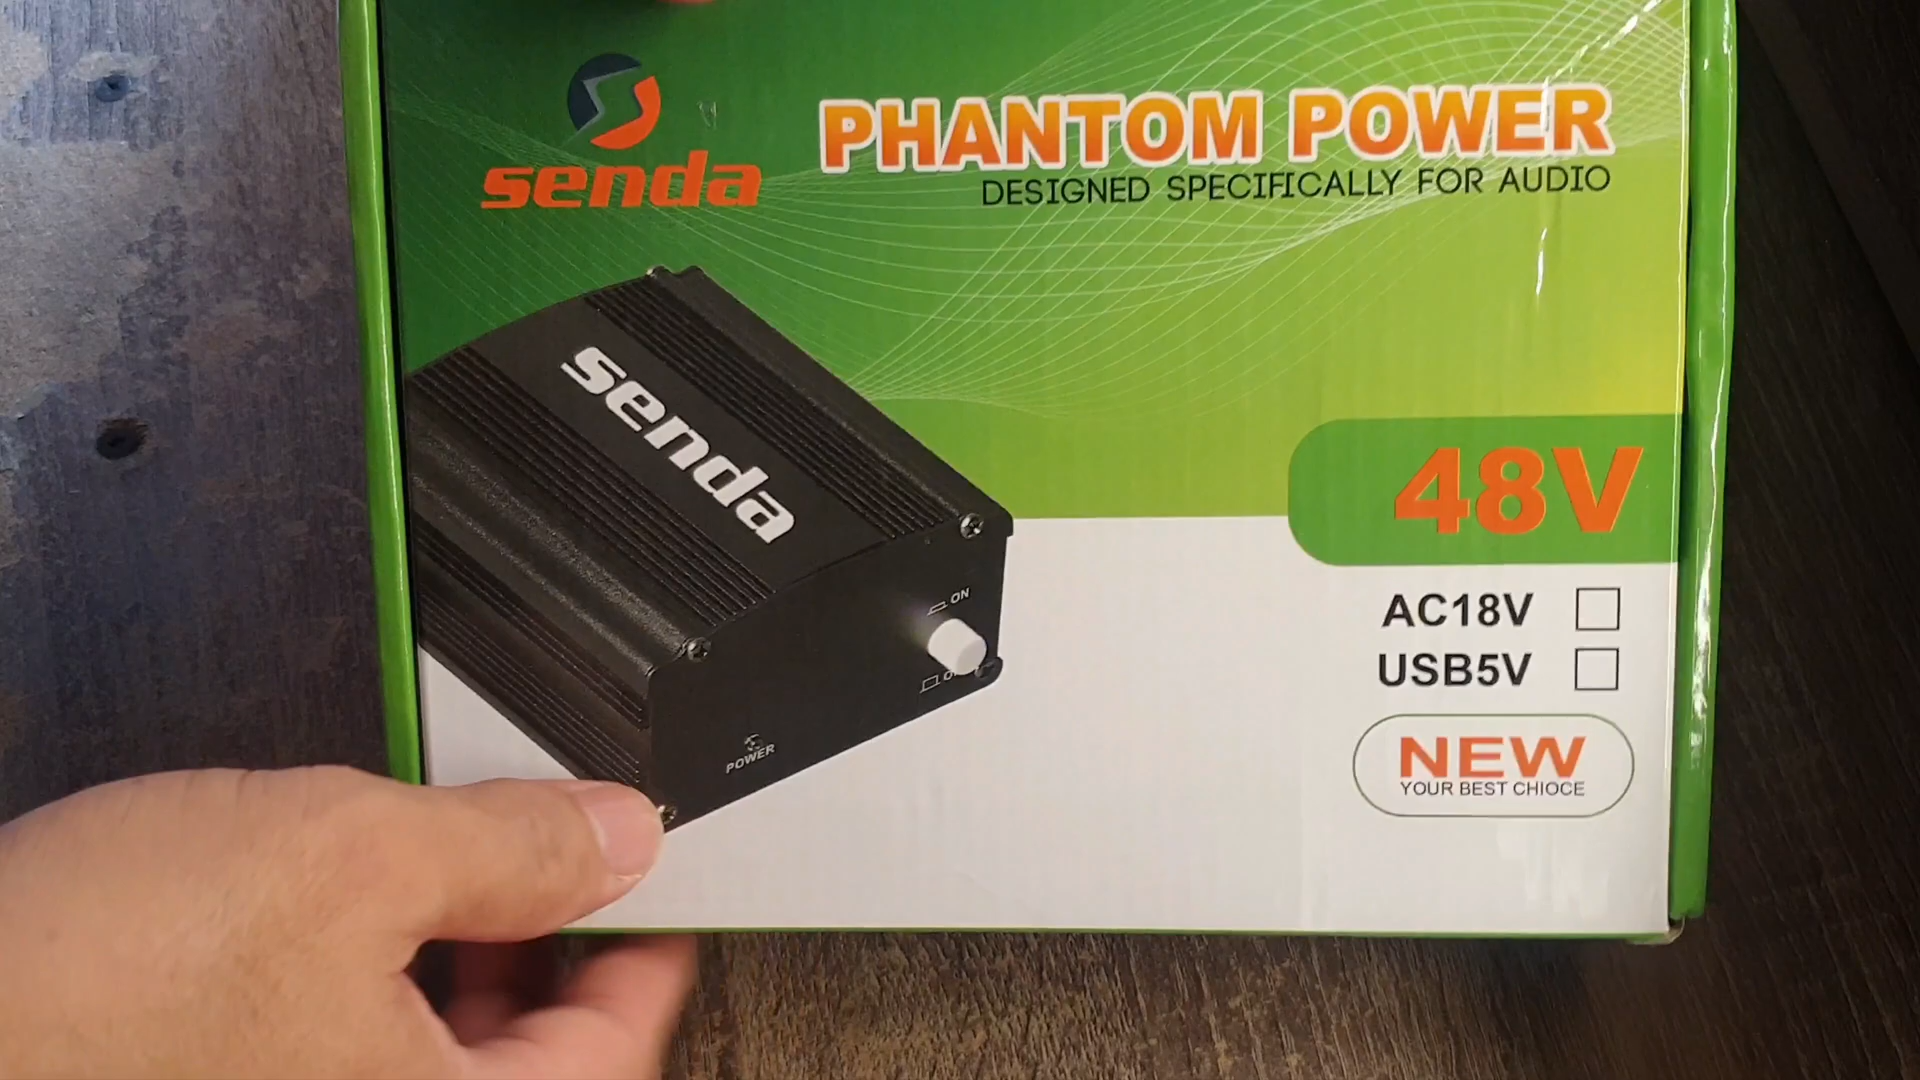 senda
PHANTOM POWER
DESIGNED SPECIFICALLY FOR AUDIO
senda
48V
ON
AC18V
USB5V
POWER
NEW
YOUR BEST CHIOCE